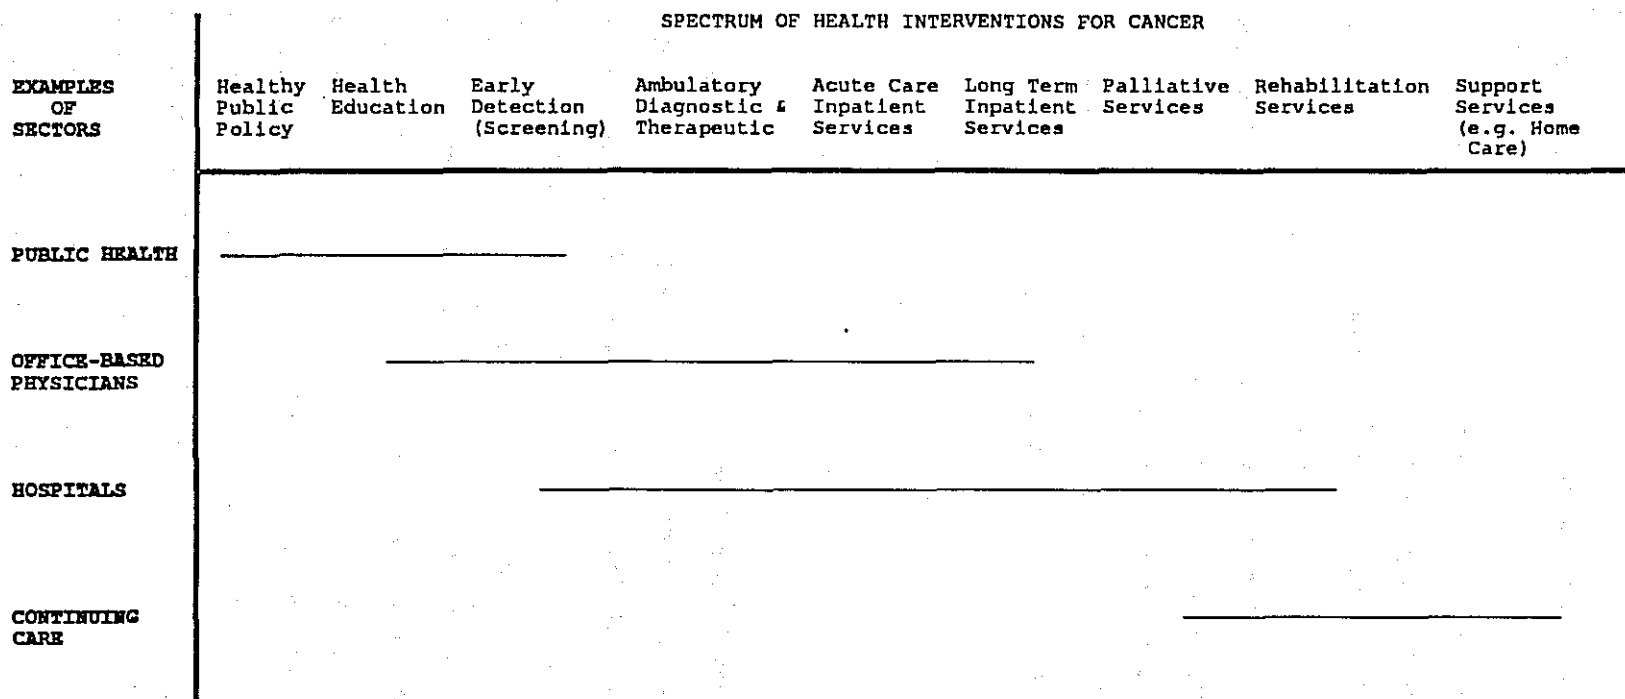 SPECTRUM OF HEALTH INTERVENTIONS FOR CANCER
EXAMPLES OF SECTORS
Healthy Public Policy
Health Education
Early Detection (Screening)
Ambulatory Diagnostic & Therapeutic
Acute Care Inpatient Services
Long Term Inpatient Services
Palliative Services
Rehabilitation Services
Support Services (e.g. Home Care)
PUBLIC HEALTH
OFFICE-BASED
PHYSICIANS
HOSPITALS
CONTINUING
CARE